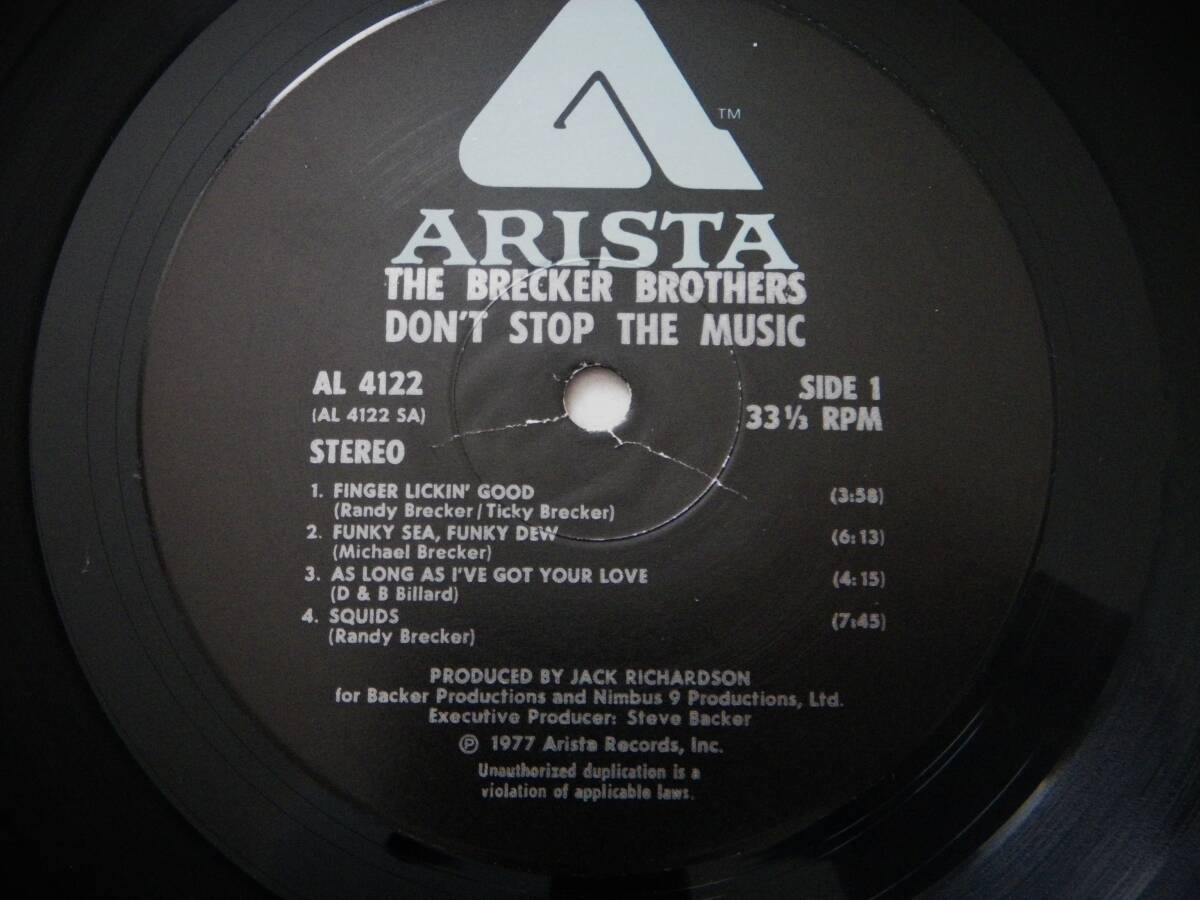 TM
ARISTA
THE BRECKER BROTHERS
DON'T STOP THE MUSIC
AL 4122
(AL 4122 SA)
STEREO
SIDE 1
33 1/3 RPM
1. FINGER LICKIN' GOOD (3:58)
(Randy Brecker/Ticky Brecker)
2. FUNKY SEA, FUNKY DEW (6:13)
(Michael Brecker)
3. AS LONG AS I'VE GOT YOUR LOVE (4:15)
(D & B Billard)
4. SQUIDS (7:45)
(Randy Brecker)
PRODUCED BY JACK RICHARDSON
for Backer Productions and Nimbus 9 Productions, Ltd.
Executive Producer: Steve Backer
℗ 1977 Arista Records, Inc.
Unauthorized duplication is a
violation of applicable laws.